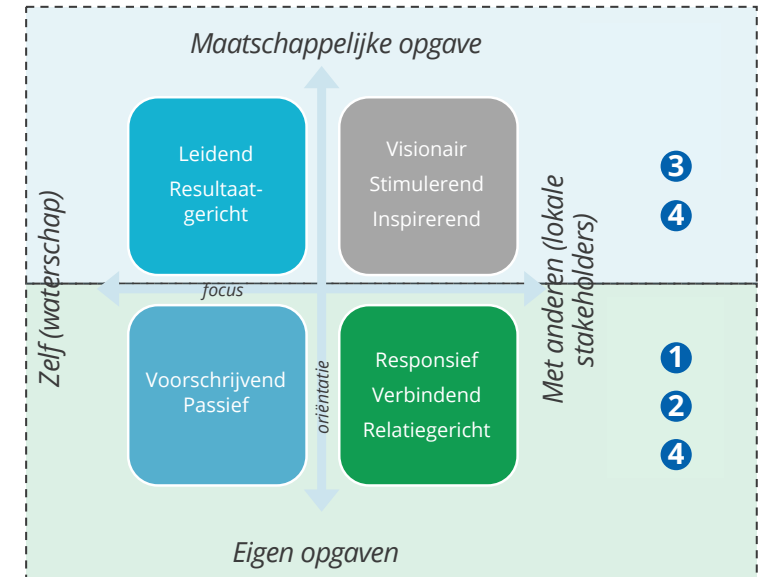 Maatschappelijke opgave
Leidend
Resultaat-
gericht
Visionair
Stimulerend
Inspirerend
3
4
Zelf (waterschap)
focus
Met anderen (lokale
stakeholders)
Voorschrijvend
Passief
oriëntatie
Responsief
Verbindend
Relatiegericht
1
2
4
Eigen opgaven